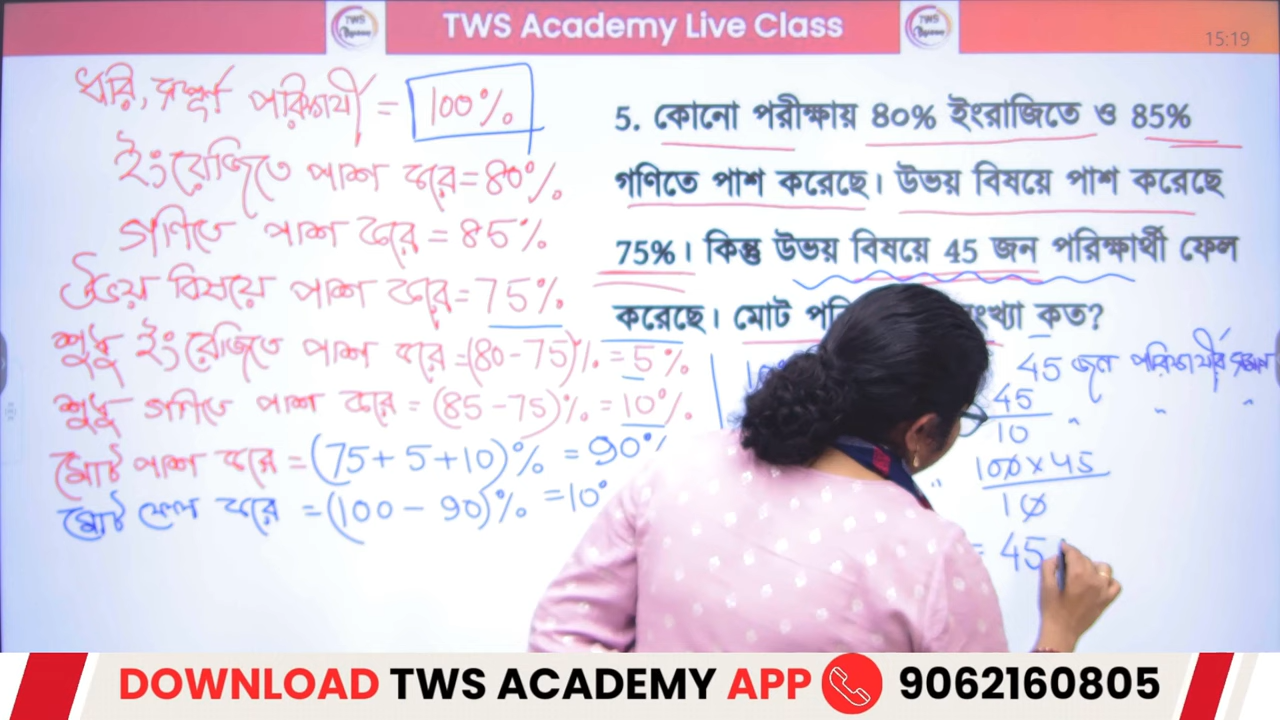 TWS Academy Live Class
15:19
ধরি, সম্পূর্ণ পরিক্ষার্থী = 100%.
ইংরেজিতে পাশ করে = 80%.
গণিতে পাশ করে = 85%.
উভয় বিষয়ে পাশ করে = 75%.
শুধু ইংরেজিতে পাশ করে = (80-75)%. = 5%
শুধু গণিতে পাশ করে = (85-75)%. = 10%.
মোট পাশ করে = (75+5+10)% = 90%
মোট ফেল করে = (100-90)% = 10
5. কোনো পরীক্ষায় 80% ইংরাজিতে ও 85%
গণিতে পাশ করেছে। উভয় বিষয়ে পাশ করেছে
75%। কিন্তু উভয় বিষয়ে 45 জন পরিক্ষার্থী ফেল
করেছে। মোট কত?
45 জন পরিক্ষার্থীর
45
10
100×45
10
= 45
DOWNLOAD TWS ACADEMY APP 9062160805